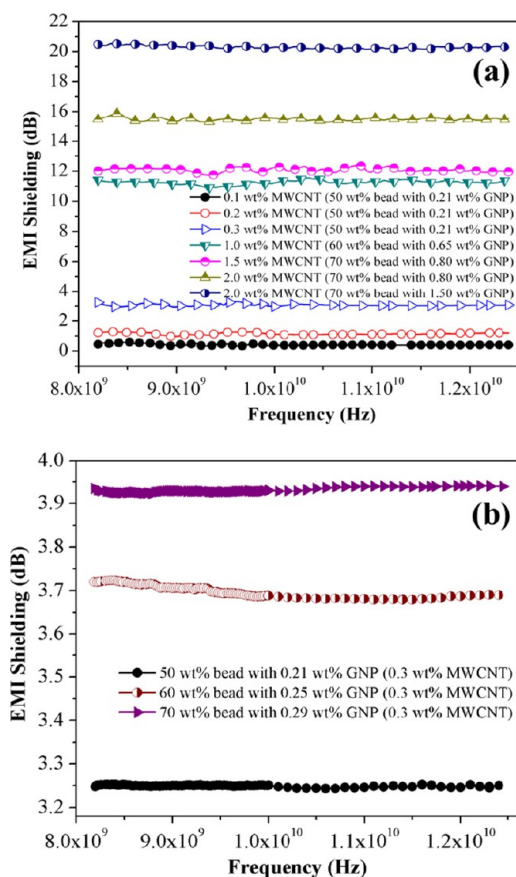 (a)
EMI Shielding (dB)
22
20
18
16
14
12
10
8
6
4
2
0
0.1 wt% MWCNT (50 wt% bead with 0.21 wt% GNP)
0.2 wt% MWCNT (50 wt% bead with 0.21 wt% GNP)
0.3 wt% MWCNT (50 wt% bead with 0.21 wt% GNP)
1.0 wt% MWCNT (60 wt% bead with 0.65 wt% GNP)
1.5 wt% MWCNT (70 wt% bead with 0.80 wt% GNP)
2.0 wt% MWCNT (70 wt% bead with 0.80 wt% GNP)
2.0 wt% MWCNT (70 wt% bead with 1.50 wt% GNP)
8.0x10⁹ 9.0x10⁹ 1.0x10¹⁰ 1.1x10¹⁰ 1.2x10¹⁰
Frequency (Hz)
(b)
EMI Shielding (dB)
4.0
3.9
3.8
3.7
3.6
3.5
3.4
3.3
3.2
50 wt% bead with 0.21 wt% GNP (0.3 wt% MWCNT)
60 wt% bead with 0.25 wt% GNP (0.3 wt% MWCNT)
70 wt% bead with 0.29 wt% GNP (0.3 wt% MWCNT)
8.0x10⁹ 9.0x10⁹ 1.0x10¹⁰ 1.1x10¹⁰ 1.2x10¹⁰
Frequency (Hz)